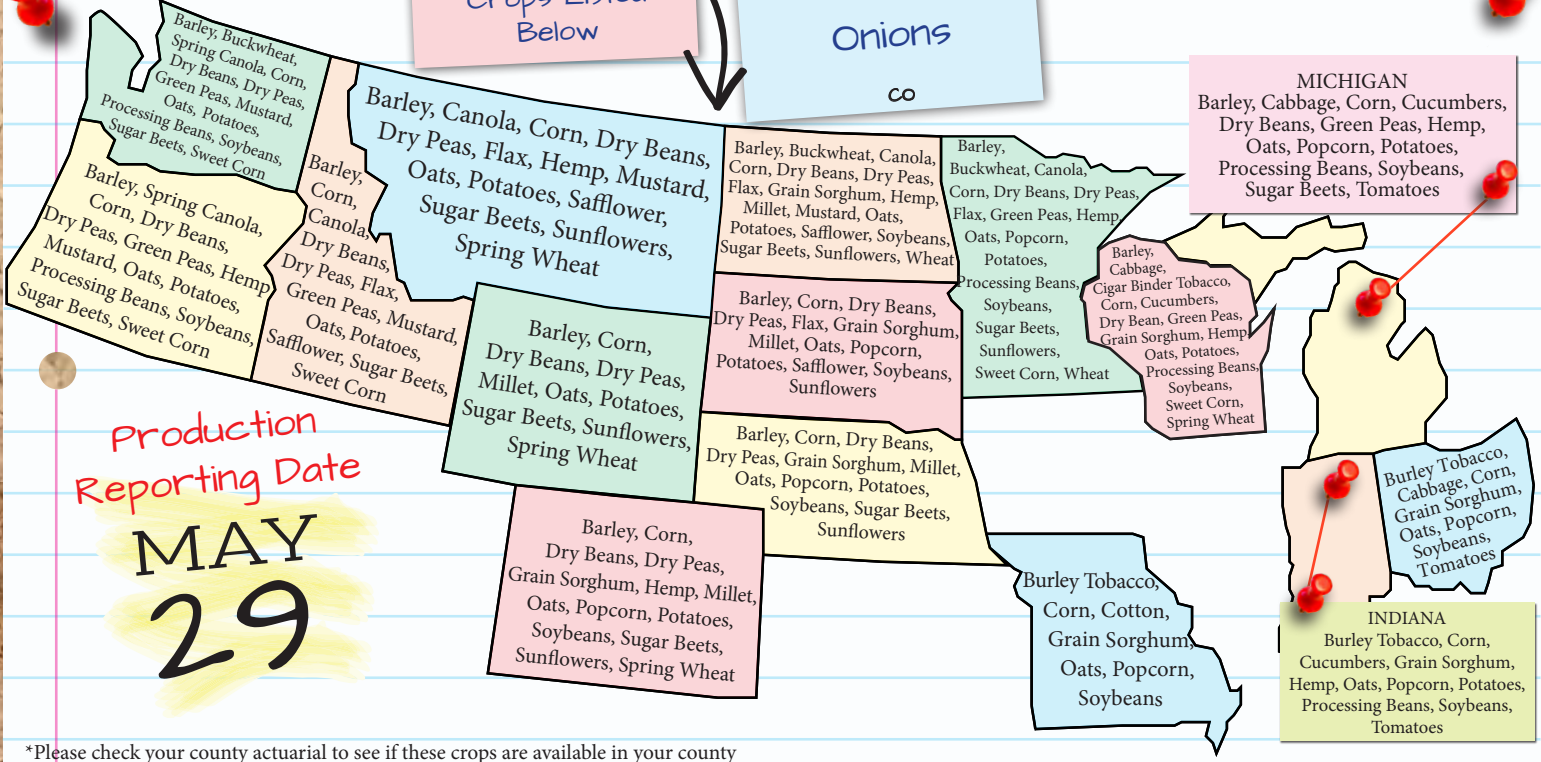 Crops Listed
Below
Onions
CO
Barley, Buckwheat,
Spring Canola, Corn,
Dry Beans, Dry Peas,
Green Peas, Mustard,
Oats, Potatoes,
Processing Beans, Soybeans,
Sugar Beets, Sweet Corn
Barley, Spring Canola,
Corn, Dry Beans,
Dry Peas, Green Peas, Hemp
Mustard, Oats, Potatoes,
Processing Beans, Soybeans,
Sugar Beets, Sweet Corn
Barley,
Corn,
Canola,
Dry Beans,
Dry Peas, Flax,
Green Peas, Mustard,
Oats, Potatoes,
Safflower, Sugar Beets,
Sweet Corn
Barley, Canola, Corn, Dry Beans,
Dry Peas, Flax, Hemp, Mustard,
Oats, Potatoes, Safflower,
Sugar Beets, Sunflowers,
Spring Wheat
Barley, Corn,
Dry Beans, Dry Peas,
Millet, Oats, Potatoes,
Sugar Beets, Sunflowers,
Spring Wheat
Barley, Corn,
Dry Beans, Dry Peas,
Grain Sorghum, Hemp, Millet,
Oats, Popcorn, Potatoes,
Soybeans, Sugar Beets,
Sunflowers, Spring Wheat
Barley, Buckwheat, Canola,
Corn, Dry Beans, Dry Peas,
Flax, Grain Sorghum, Hemp,
Millet, Mustard, Oats,
Potatoes, Safflower, Soybeans,
Sugar Beets, Sunflowers, Wheat
Barley, Corn, Dry Beans,
Dry Peas, Flax, Grain Sorghum,
Millet, Oats, Popcorn,
Potatoes, Safflower, Soybeans,
Sunflowers
Barley, Corn, Dry Beans,
Dry Peas, Grain Sorghum, Millet,
Oats, Popcorn, Potatoes,
Soybeans, Sugar Beets,
Sunflowers
Barley,
Buckwheat, Canola,
Corn, Dry Beans, Dry Peas,
Flax, Green Peas, Hemp,
Oats, Popcorn,
Potatoes,
Processing Beans,
Soybeans,
Sugar Beets,
Sunflowers,
Sweet Corn, Wheat
Barley,
Cabbage,
Cigar Binder Tobacco,
Corn, Cucumbers,
Dry Bean, Green Peas,
Grain Sorghum, Hemp,
Oats, Potatoes,
Processing Beans,
Soybeans,
Sweet Corn,
Spring Wheat
Burley Tobacco,
Corn, Cotton,
Grain Sorghum,
Oats, Popcorn,
Soybeans
MICHIGAN
Barley, Cabbage, Corn, Cucumbers,
Dry Beans, Green Peas, Hemp,
Oats, Popcorn, Potatoes,
Processing Beans, Soybeans,
Sugar Beets, Tomatoes
Burley Tobacco,
Cabbage, Corn,
Grain Sorghum,
Oats, Popcorn,
Soybeans,
Tomatoes
INDIANA
Burley Tobacco, Corn,
Cucumbers, Grain Sorghum,
Hemp, Oats, Popcorn, Potatoes,
Processing Beans, Soybeans,
Tomatoes
Production
Reporting Date
MAY
29
*Please check your county actuarial to see if these crops are available in your county